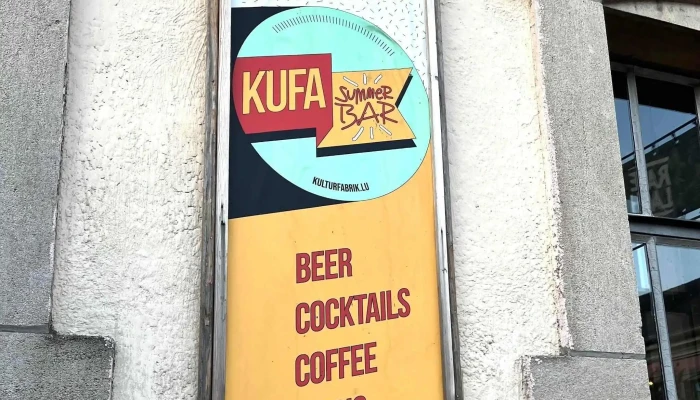 KUFA
SUMMER
BAR
KULTURFABRIK.LU
BEER
COCKTAILS
COFFEE